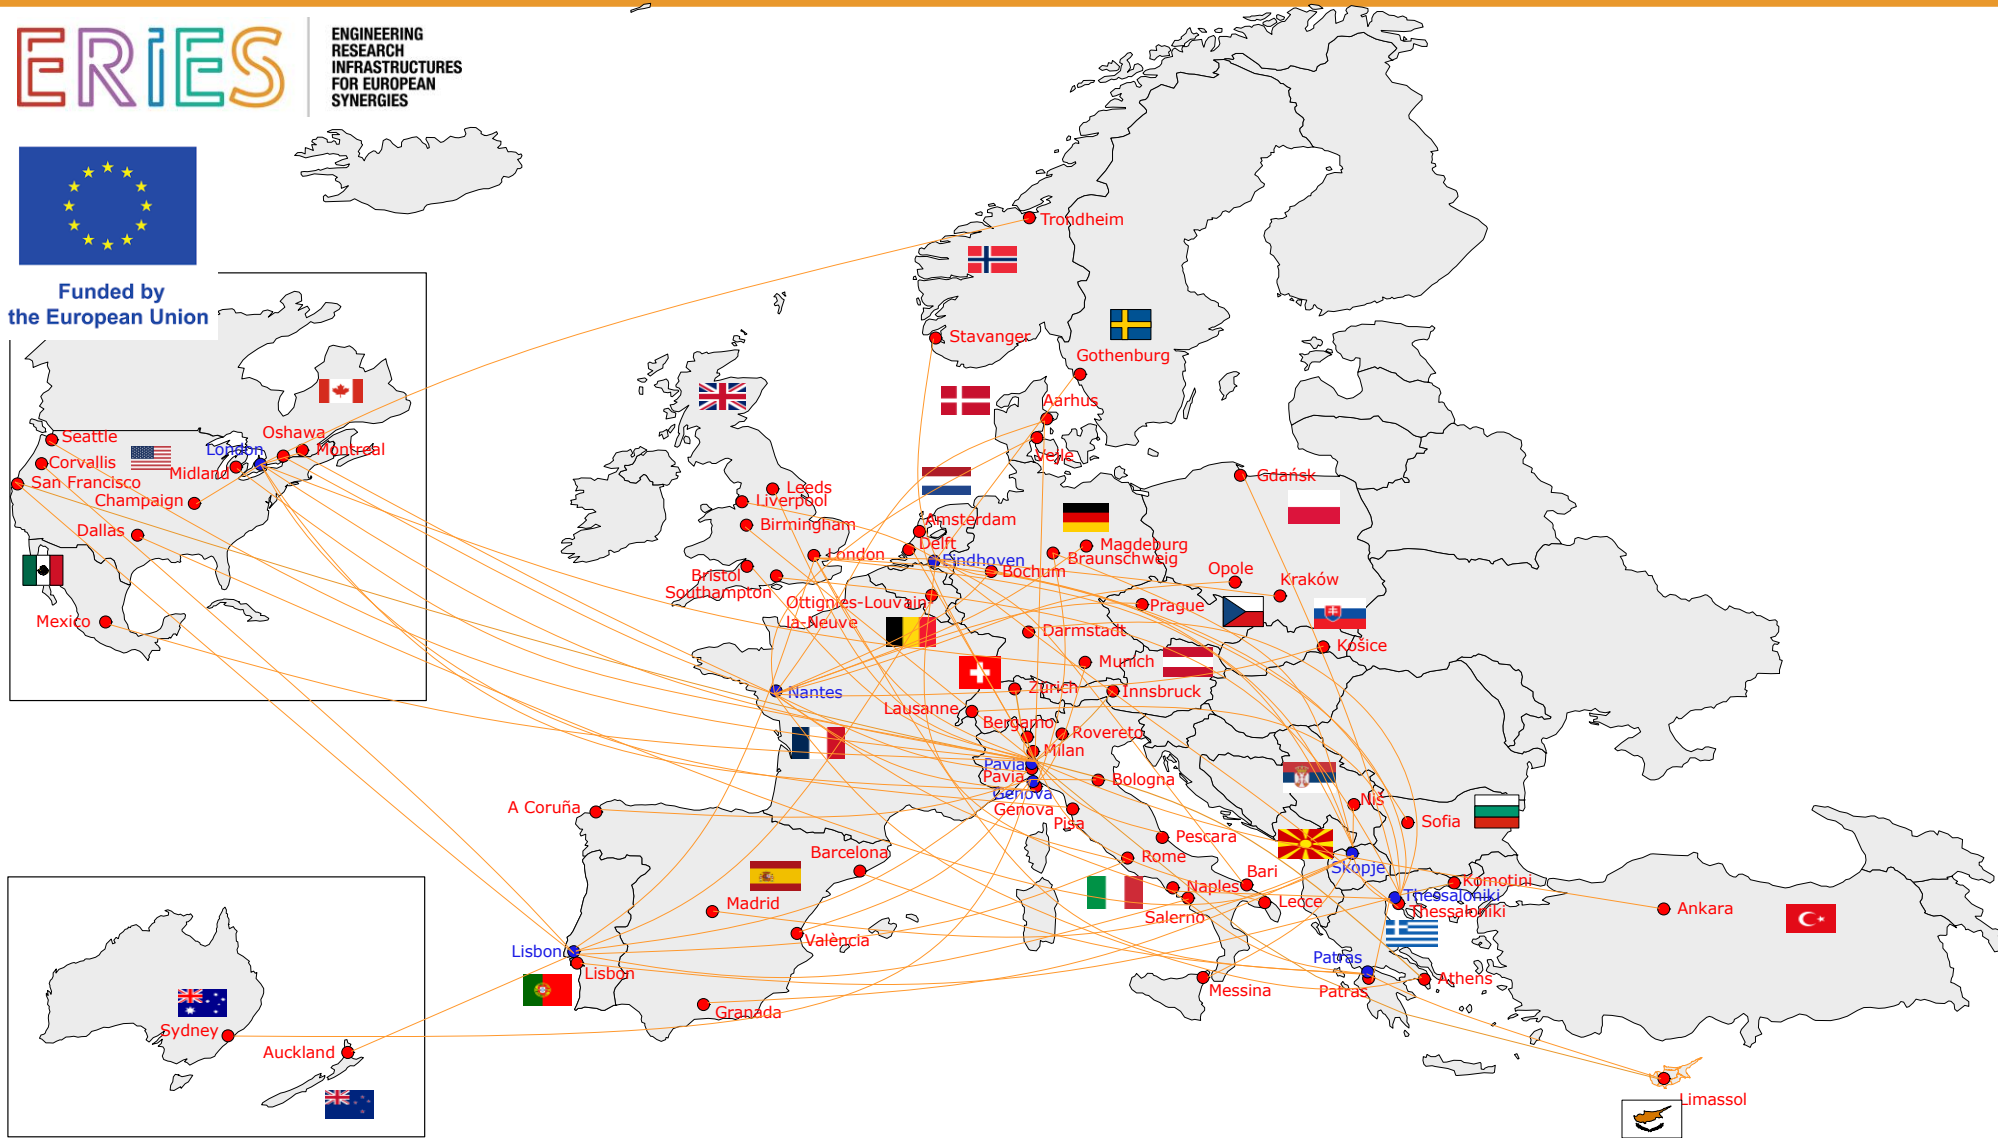 ERIES
ENGINEERING
RESEARCH
INFRASTRUCTURES
FOR EUROPEAN
SYNERGIES
Funded by
the European Union
Trondheim
Stavanger
Gothenburg
Aarhus
Vejle
Seattle
Corvallis
San Francisco
London
Oshawa
Montreal
Midland
Champaign
Dallas
Mexico
Leeds
Liverpool
Birmingham
London
Bristol
Southampton
Amsterdam
Delft
Eindhoven
Bochum
Magdeburg
Braunschweig
Gdańsk
Opole
Kraków
Ottignies-Louvain
la-Neuve
Prague
Darmstadt
Košice
Munich
Nantes
Zurich
Innsbruck
Lausanne
Bergamo
Rovereto
Milan
Pavia
Pavia
Bologna
Genova
Genova
Pisa
A Coruña
Niš
Sofia
Pescara
Barcelona
Rome
Skopje
Bari
Naples
Komotini
Madrid
Salerno
Lecce
Thessaloniki
Thessaloniki
Ankara
València
Lisbon
Lisbon
Patras
Patras
Athens
Messina
Granada
Sydney
Auckland
Limassol